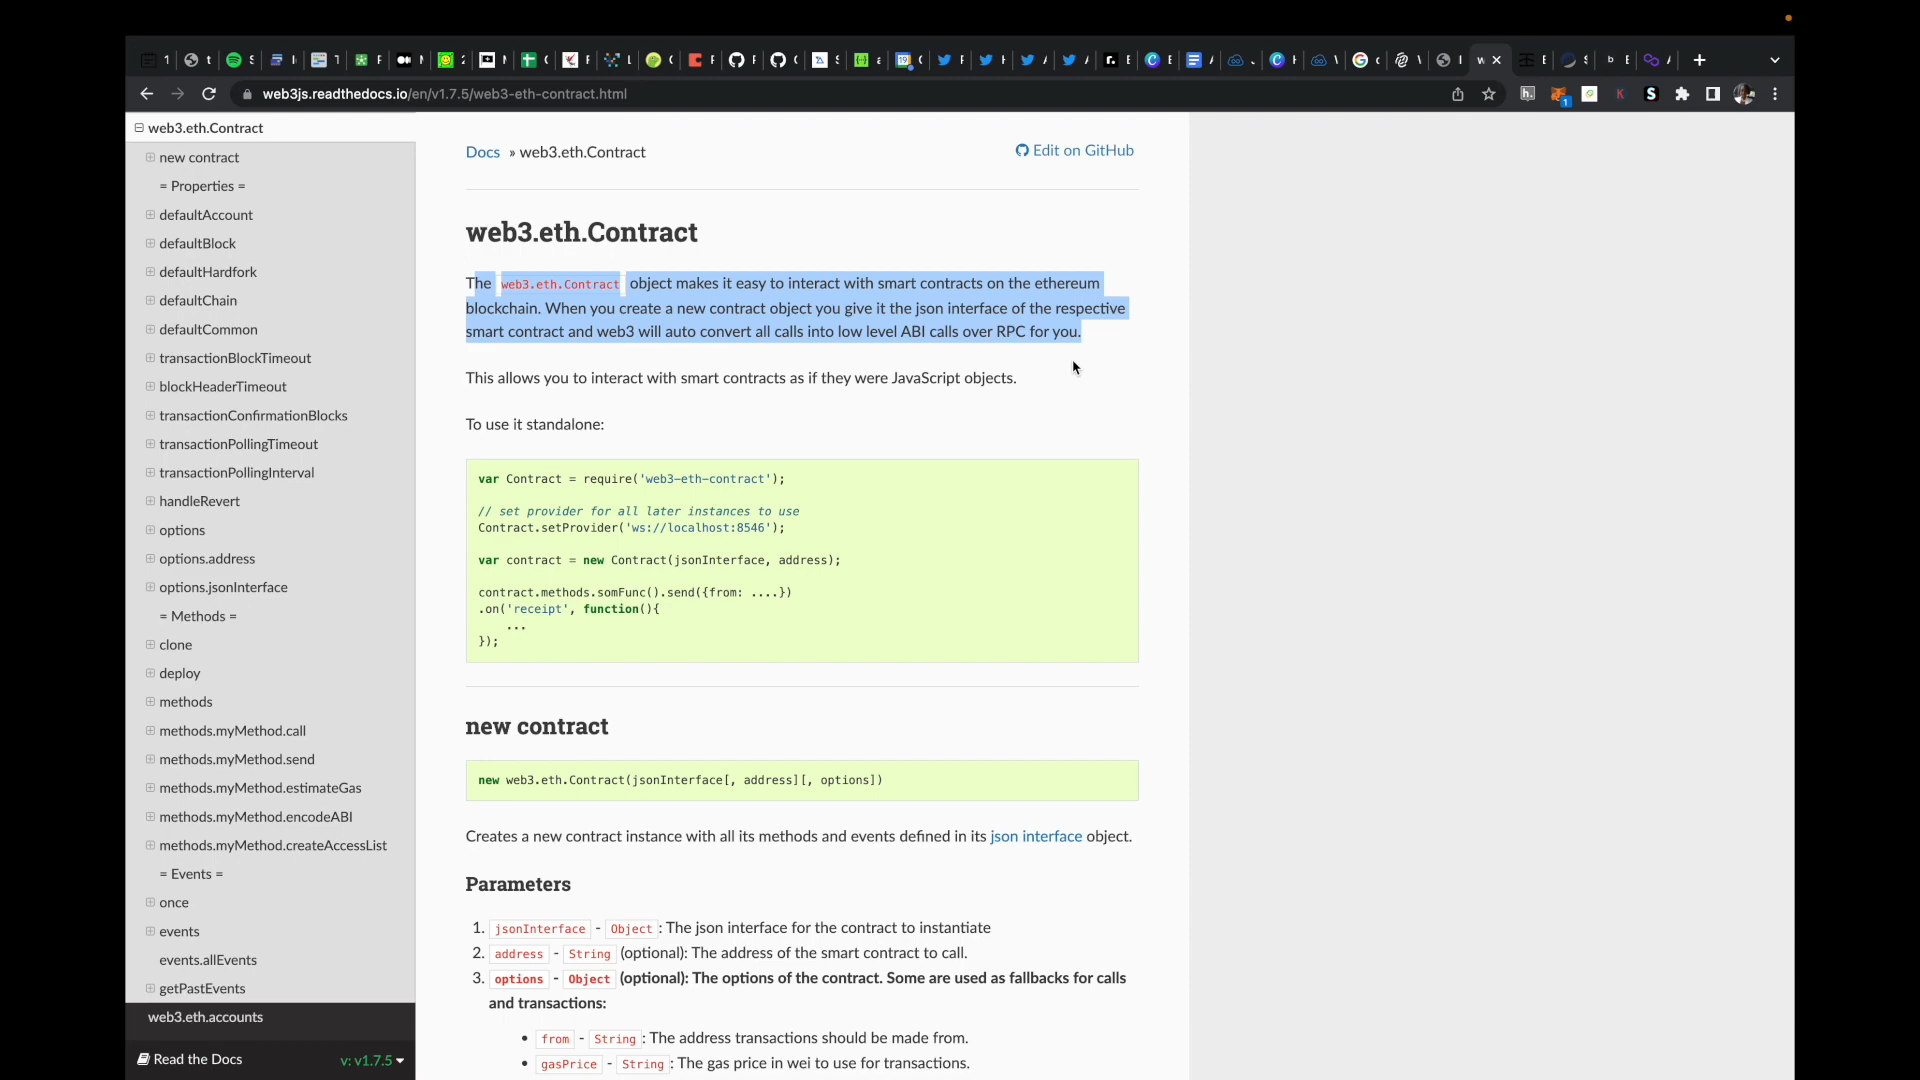 web3js.readthedocs.io/en/v1.7.5/web3-eth-contract.html
web3.eth.Contract
new contract
= Properties =
defaultAccount
defaultBlock
defaultHardfork
defaultChain
defaultCommon
transactionBlockTimeout
blockHeaderTimeout
transactionConfirmationBlocks
transactionPollingTimeout
transactionPollingInterval
handleRevert
options
options.address
options.jsonInterface
= Methods =
clone
deploy
methods
methods.myMethod.call
methods.myMethod.send
methods.myMethod.estimateGas
methods.myMethod.encodeABI
methods.myMethod.createAccessList
= Events =
once
events
events.allEvents
getPastEvents
web3.eth.accounts
Read the Docs v: v1.7.5
Docs » web3.eth.Contract Edit on GitHub
web3.eth.Contract
The web3.eth.Contract object makes it easy to interact with smart contracts on the ethereum
blockchain. When you create a new contract object you give it the json interface of the respective
smart contract and web3 will auto convert all calls into low level ABI calls over RPC for you.
This allows you to interact with smart contracts as if they were JavaScript objects.
To use it standalone:
var Contract = require('web3-eth-contract');
// set provider for all later instances to use
Contract.setProvider('ws://localhost:8546');
var contract = new Contract(jsonInterface, address);
contract.methods.somFunc().send({from: ....})
.on('receipt', function(){
...
});
new contract
new web3.eth.Contract(jsonInterface[, address][, options])
Creates a new contract instance with all its methods and events defined in its json interface object.
Parameters
1. jsonInterface - Object : The json interface for the contract to instantiate
2. address - String (optional): The address of the smart contract to call.
3. options - Object (optional): The options of the contract. Some are used as fallbacks for calls
and transactions:
• from - String : The address transactions should be made from.
• gasPrice - String : The gas price in wei to use for transactions.